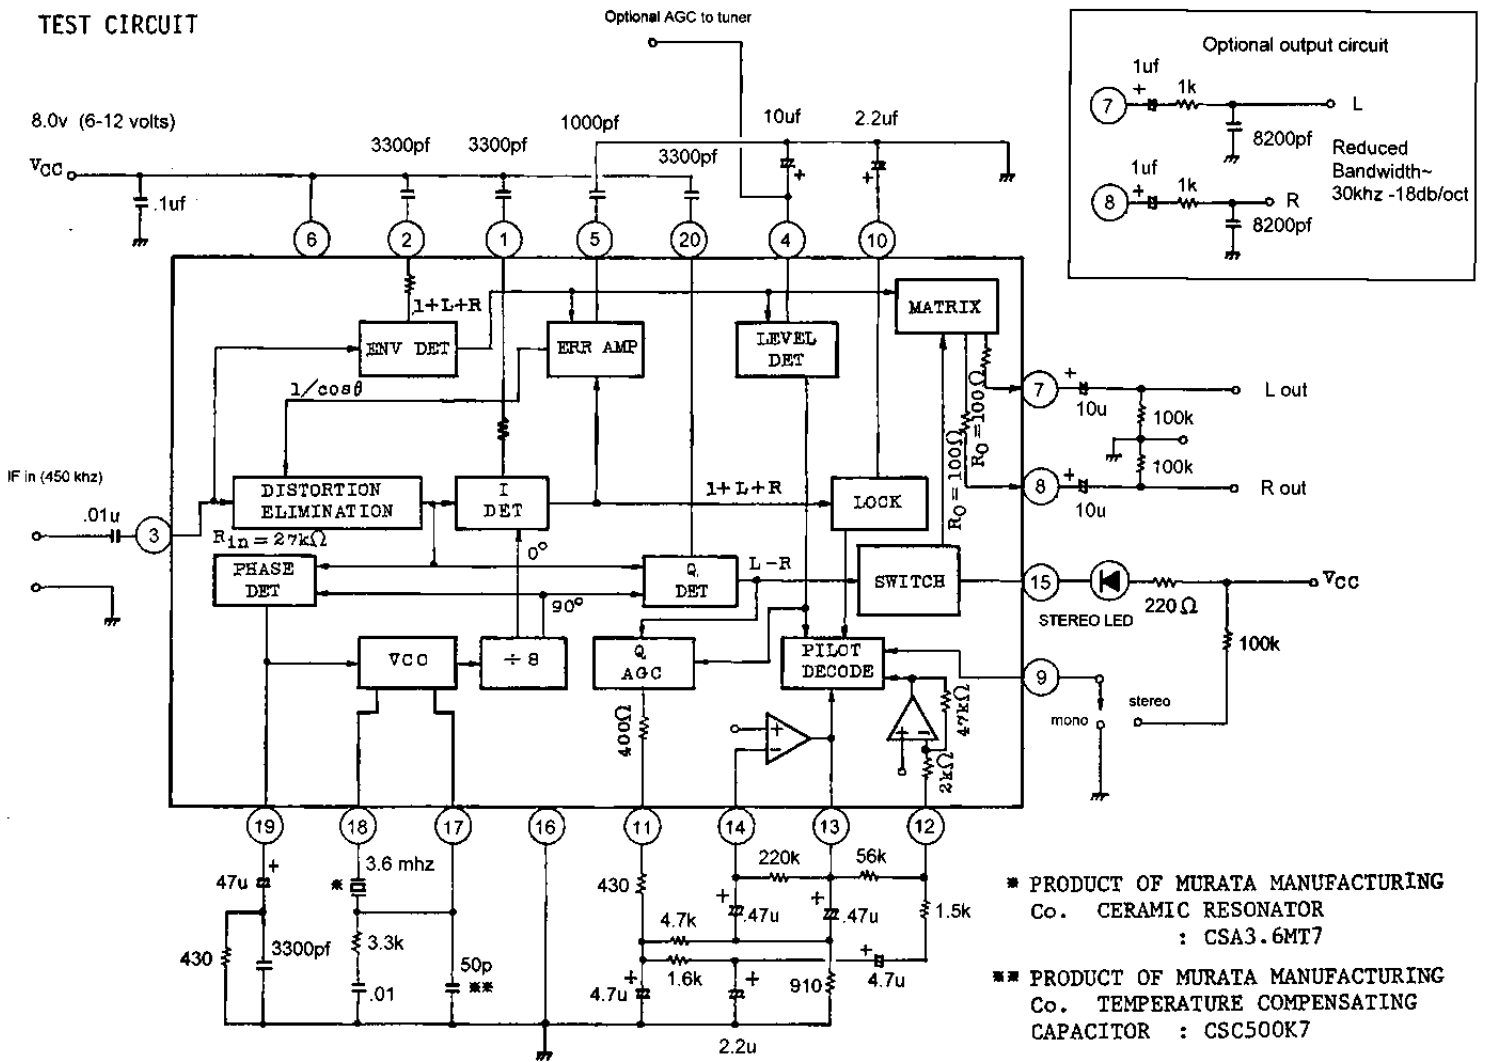 TEST CIRCUIT
Optional AGC to tuner
Optional output circuit
1uf
+
1k
7
L
8200pf
Reduced
Bandwidth~
30khz -18db/oct
1uf
+
1k
8
R
8200pf
8.0v (6-12 volts)
VCC
.1uf
3300pf
3300pf
1000pf
3300pf
10uf
+
2.2uf
+
6
2
1
5
20
4
10
1+L+R
ENV DET
ERR AMP
LEVEL
DET
MATRIX
1/cosθ
RO=100Ω
RO=100Ω
7
+
10u
L out
100k
100k
8
+
10u
R out
IF in (450 khz)
.01u
3
DISTORTION
ELIMINATION
Rin=27kΩ
I
DET
1+L+R
LOCK
0°
PHASE
DET
90°
Q
DET
L-R
SWITCH
15
STEREO LED
220Ω
VCC
100k
VCO
÷8
Q
AGC
PILOT
DECODE
9
mono
stereo
400Ω
+
-
+
-
47kΩ
2kΩ
19
18
17
16
11
14
13
12
47u
+
3.6 mhz
*
430
3300pf
3.3k
.01
50p
**
430
220k
56k
+
.47u
+
.47u
1.5k
4.7k
1.6k
+
4.7u
+
2.2u
910
+
4.7u
* PRODUCT OF MURATA MANUFACTURING
Co. CERAMIC RESONATOR
: CSA3.6MT7
** PRODUCT OF MURATA MANUFACTURING
Co. TEMPERATURE COMPENSATING
CAPACITOR : CSC500K7